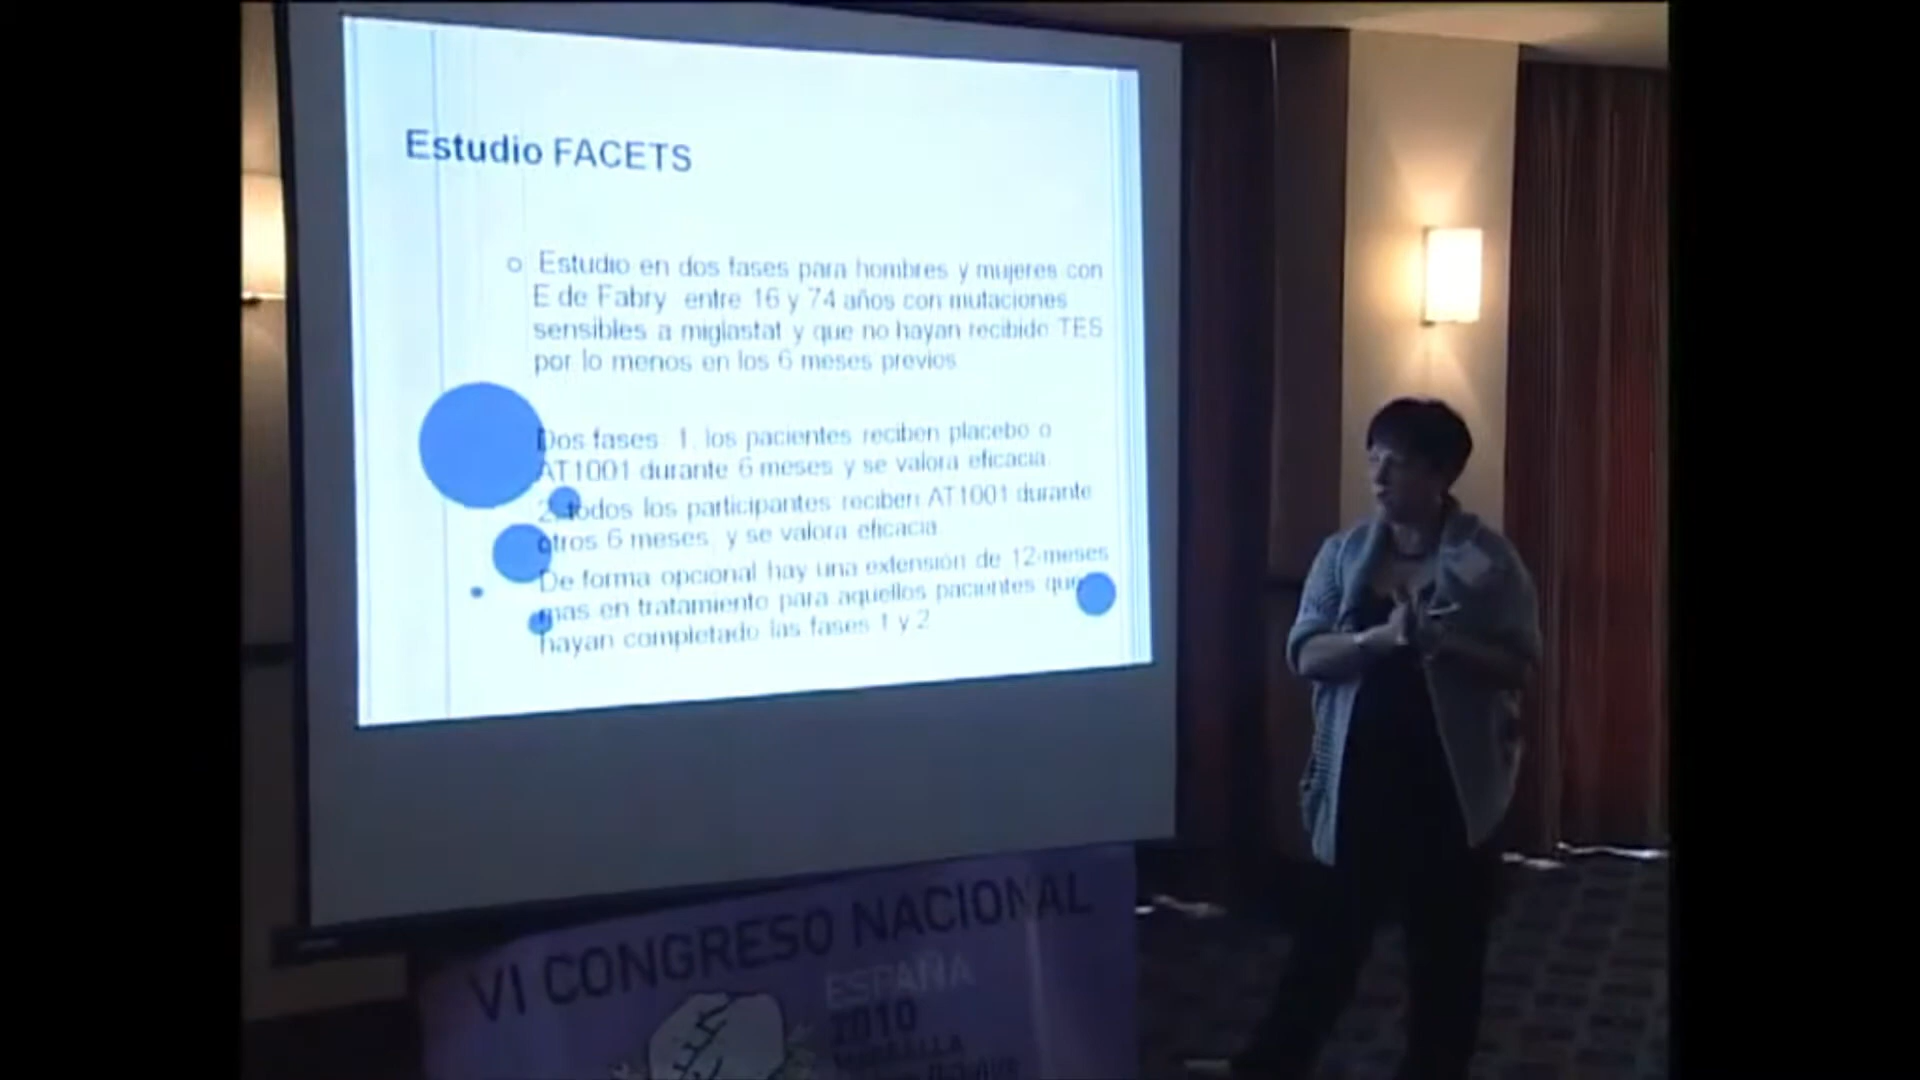 Estudio FACETS
Estudio en dos fases para hombres y mujeres con
E de Fabry entre 16 y 74 años con mutaciones
sensibles a miglastat y que no hayan recibido TES
por lo menos en los 6 meses previos
Dos fases 1. los pacientes reciben placebo o
AT1001 durante 6 meses y se valora eficacia.
2. todos los participantes reciben AT1001 durante
otros 6 meses y se valora eficacia.
De forma opcional hay una extensión de 12 meses
mas en tratamiento para aquellos pacientes que
hayan completado las fases 1 y 2
VI CONGRESO NACIONAL
ESPAÑA
2010